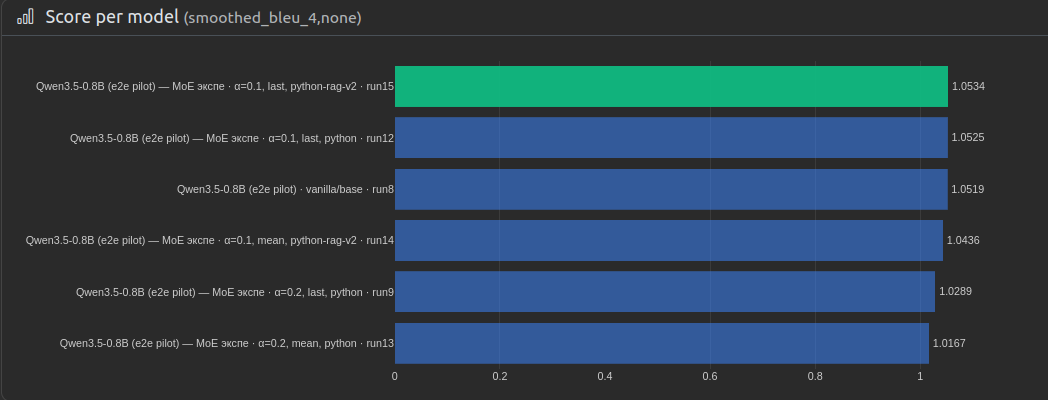 Score per model (smoothed_bleu_4,none)
Qwen3.5-0.8B (e2e pilot) — MoE экспе · α=0.1, last, python-rag-v2 · run15 1.0534
Qwen3.5-0.8B (e2e pilot) — MoE экспе · α=0.1, last, python · run12 1.0525
Qwen3.5-0.8B (e2e pilot) · vanilla/base · run8 1.0519
Qwen3.5-0.8B (e2e pilot) — MoE экспе · α=0.1, mean, python-rag-v2 · run14 1.0436
Qwen3.5-0.8B (e2e pilot) — MoE экспе · α=0.2, last, python · run9 1.0289
Qwen3.5-0.8B (e2e pilot) — MoE экспе · α=0.2, mean, python · run13 1.0167
0 0.2 0.4 0.6 0.8 1